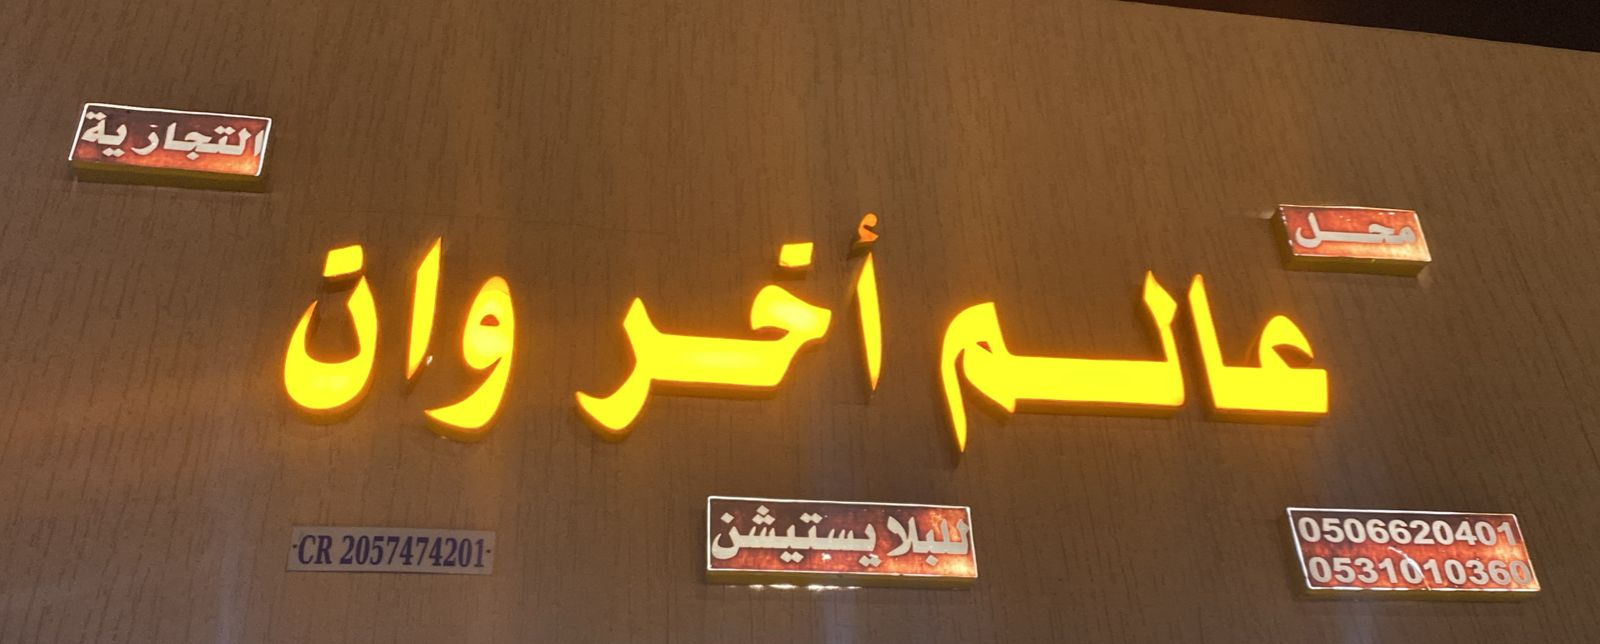 محل
عالم أخر وان
التجارية
للبلايستيشن
0506620401
0531010360
CR 2057474201